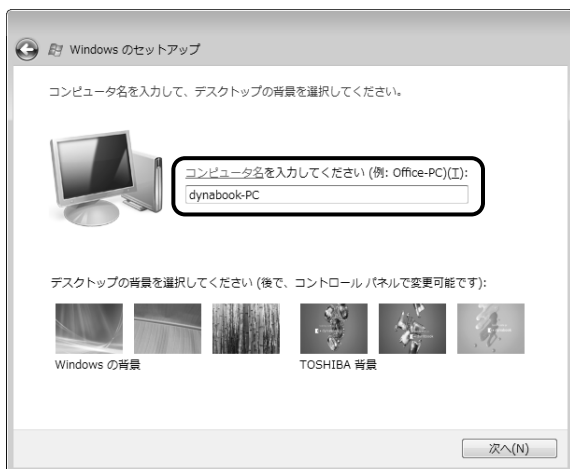 Windows のセットアップ
コンピュータ名を入力して、デスクトップの背景を選択してください。
コンピュータ名を入力してください (例: Office-PC)(T):
dynabook-PC
デスクトップの背景を選択してください (後で、コントロール パネルで変更可能です):
Windows の背景
TOSHIBA 背景
次へ(N)